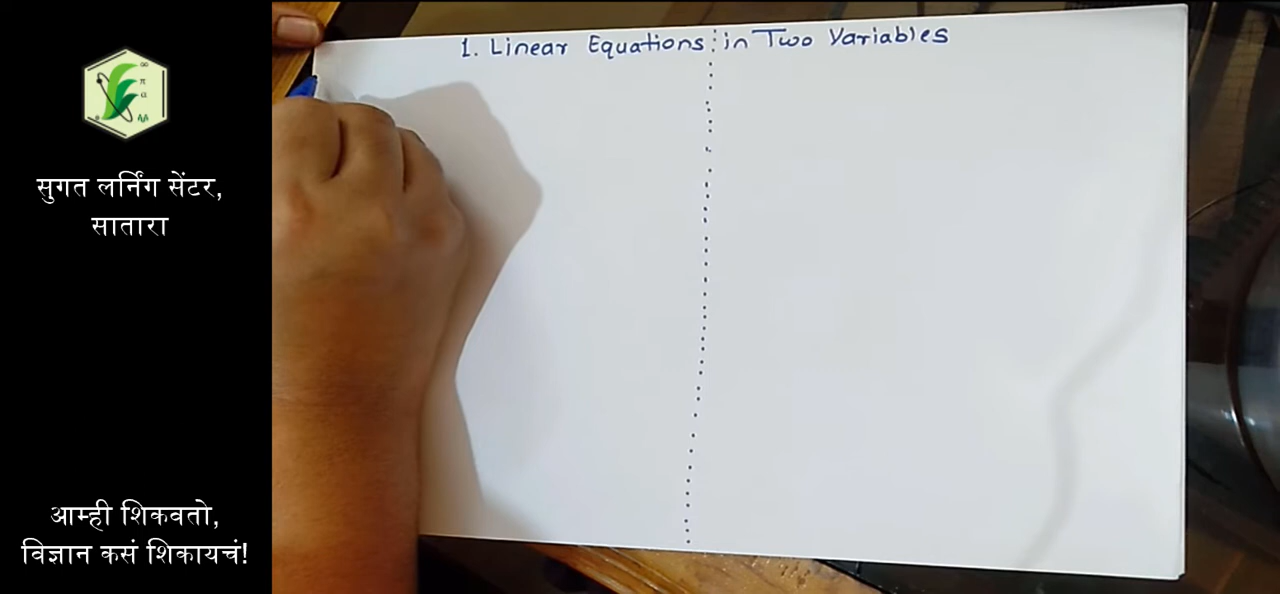 सुगत लर्निंग सेंटर,
सातारा
आम्ही शिकवतो,
विज्ञान कसं शिकायचं!
1. Linear Equations in Two Variables
∞
π
α